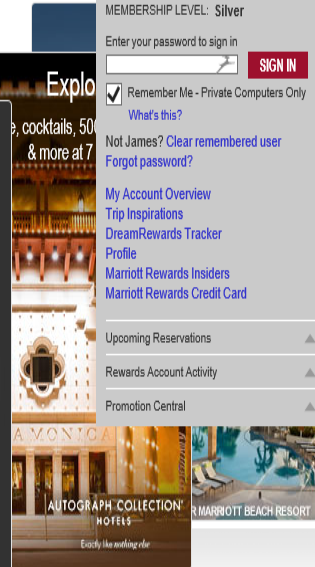 MEMBERSHIP LEVEL: Silver
Enter your password to sign in
SIGN IN
Remember Me - Private Computers Only
What's this?
Not James? Clear remembered user
Forgot password?
My Account Overview
Trip Inspirations
DreamRewards Tracker
Profile
Marriott Rewards Insiders
Marriott Rewards Credit Card
Upcoming Reservations
Rewards Account Activity
Promotion Central
Explo
, cocktails, 50
& more at 7
A MONICA
AUTOGRAPH COLLECTION
HOTELS
Exactly like nothing else
R MARRIOTT BEACH RESORT